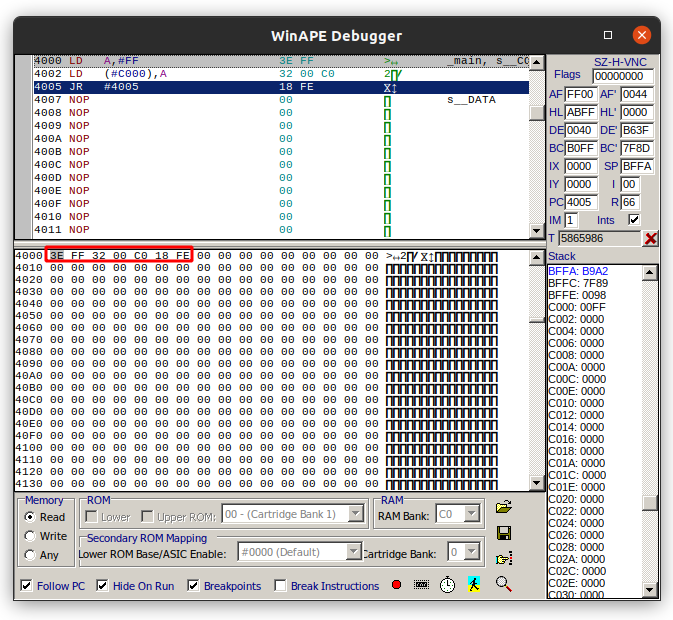 WinAPE Debugger
4000 LD A,#FF 3E FF > _main, s__CO
4002 LD (#C000),A 32 00 C0 2
4005 JR #4005 18 FE
4007 NOP 00 s__DATA
4008 NOP 00
4009 NOP 00
400A NOP 00
400B NOP 00
400C NOP 00
400D NOP 00
400E NOP 00
400F NOP 00
4010 NOP 00
4011 NOP 00
SZ-H-VNC
Flags 00000000
AF FF00 AF' 0044
HL ABFF HL' 0000
DE 0040 DE' B63F
BC B0FF BC' 7F8D
IX 0000 SP BFFA
IY 0000 I 00
PC 4005 R 66
IM 1 Ints
T 5865986
4000 3E FF 32 00 C0 18 FE 00 00 00 00 00 00 00 00 00 >
4010 00 00 00 00 00 00 00 00 00 00 00 00 00 00 00 00
4020 00 00 00 00 00 00 00 00 00 00 00 00 00 00 00 00
4030 00 00 00 00 00 00 00 00 00 00 00 00 00 00 00 00
4040 00 00 00 00 00 00 00 00 00 00 00 00 00 00 00 00
4050 00 00 00 00 00 00 00 00 00 00 00 00 00 00 00 00
4060 00 00 00 00 00 00 00 00 00 00 00 00 00 00 00 00
4070 00 00 00 00 00 00 00 00 00 00 00 00 00 00 00 00
4080 00 00 00 00 00 00 00 00 00 00 00 00 00 00 00 00
4090 00 00 00 00 00 00 00 00 00 00 00 00 00 00 00 00
40A0 00 00 00 00 00 00 00 00 00 00 00 00 00 00 00 00
40B0 00 00 00 00 00 00 00 00 00 00 00 00 00 00 00 00
40C0 00 00 00 00 00 00 00 00 00 00 00 00 00 00 00 00
40D0 00 00 00 00 00 00 00 00 00 00 00 00 00 00 00 00
40E0 00 00 00 00 00 00 00 00 00 00 00 00 00 00 00 00
40F0 00 00 00 00 00 00 00 00 00 00 00 00 00 00 00 00
4100 00 00 00 00 00 00 00 00 00 00 00 00 00 00 00 00
4110 00 00 00 00 00 00 00 00 00 00 00 00 00 00 00 00
4120 00 00 00 00 00 00 00 00 00 00 00 00 00 00 00 00
4130 00 00 00 00 00 00 00 00 00 00 00 00 00 00 00 00
Stack
BFFA: B9A2
BFFC: 7F89
BFFE: 0098
C000: 00FF
C002: 0000
C004: 0000
C006: 0000
C008: 0000
C00A: 0000
C00C: 0000
C00E: 0000
C010: 0000
C012: 0000
C014: 0000
C016: 0000
C018: 0000
C01A: 0000
C01C: 0000
C01E: 0000
C020: 0000
C022: 0000
C024: 0000
C026: 0000
C028: 0000
C02A: 0000
C02C: 0000
C02E: 0000
C030: 0000
Memory
Read
Write
Any
ROM
Lower Upper ROM: 00 - (Cartridge Bank 1)
RAM
RAM Bank: C0
Secondary ROM Mapping
Lower ROM Base/ASIC Enable: #0000 (Default) Cartridge Bank: 0
Follow PC Hide On Run Breakpoints Break Instructions